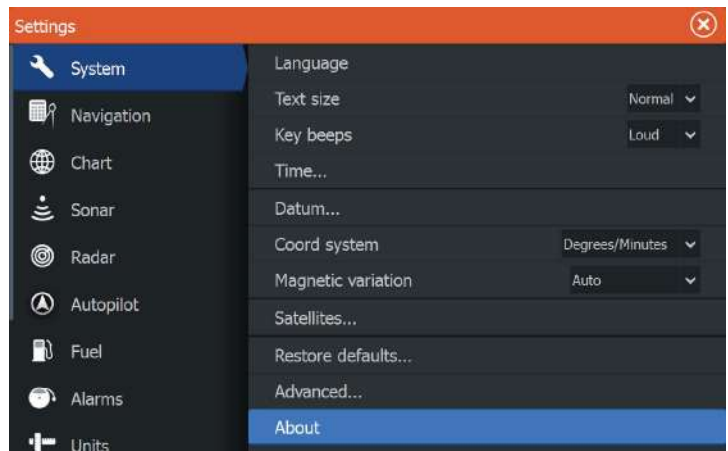 Settings
System
Navigation
Chart
Sonar
Radar
Autopilot
Fuel
Alarms
Units
Language
Text size Normal
Key beeps Loud
Time...
Datum...
Coord system Degrees/Minutes
Magnetic variation Auto
Satellites...
Restore defaults...
Advanced...
About